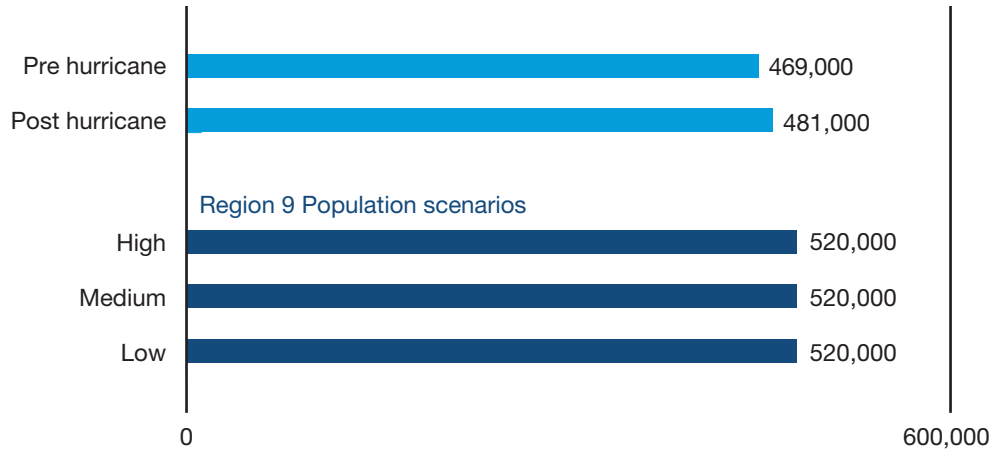 Pre hurricane 469,000
Post hurricane 481,000
Region 9 Population scenarios
High 520,000
Medium 520,000
Low 520,000
0 600,000